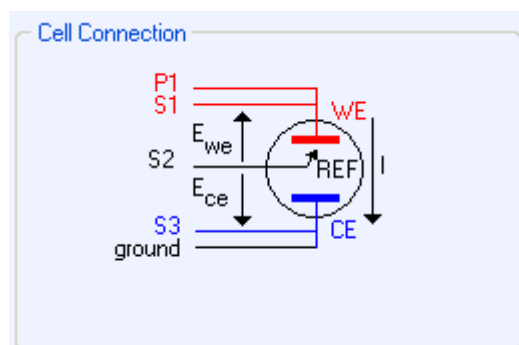 Cell Connection
P1
S1
WE
Ewe
S2
REF
I
Ece
S3
CE
ground